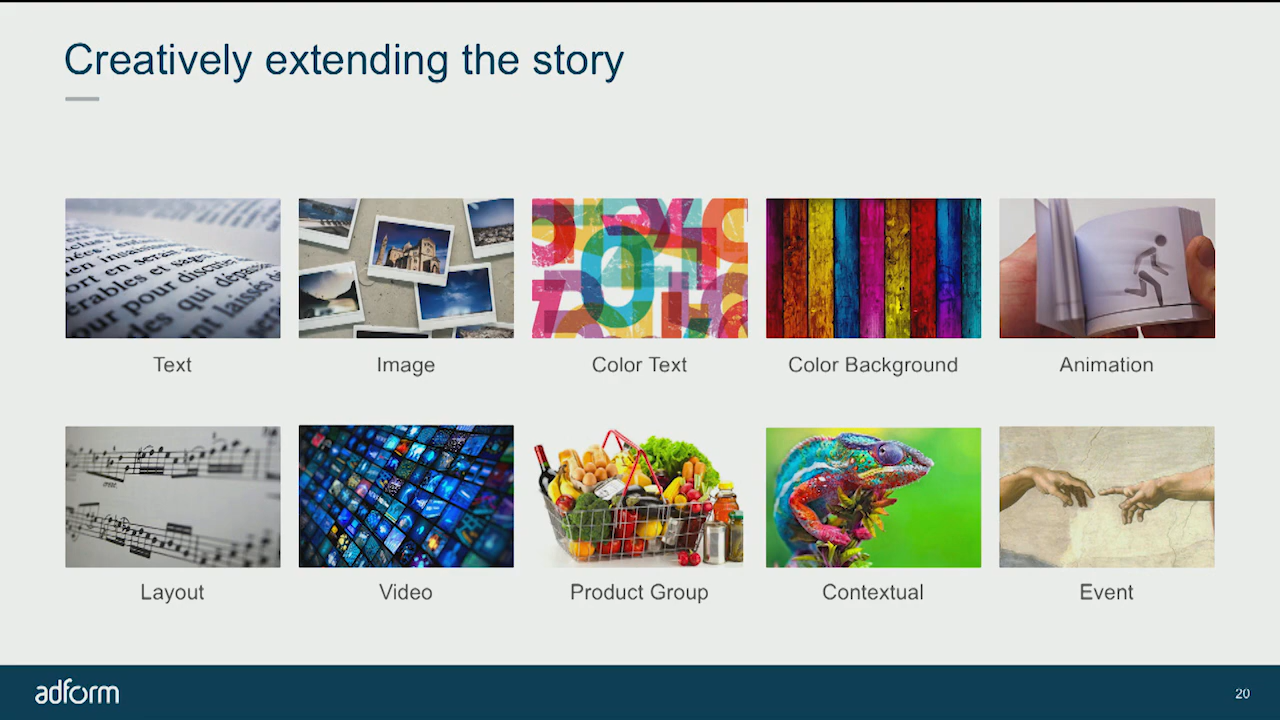 Creatively extending the story
Text
Image
Color Text
Color Background
Animation
Layout
Video
Product Group
Contextual
Event
adform
20